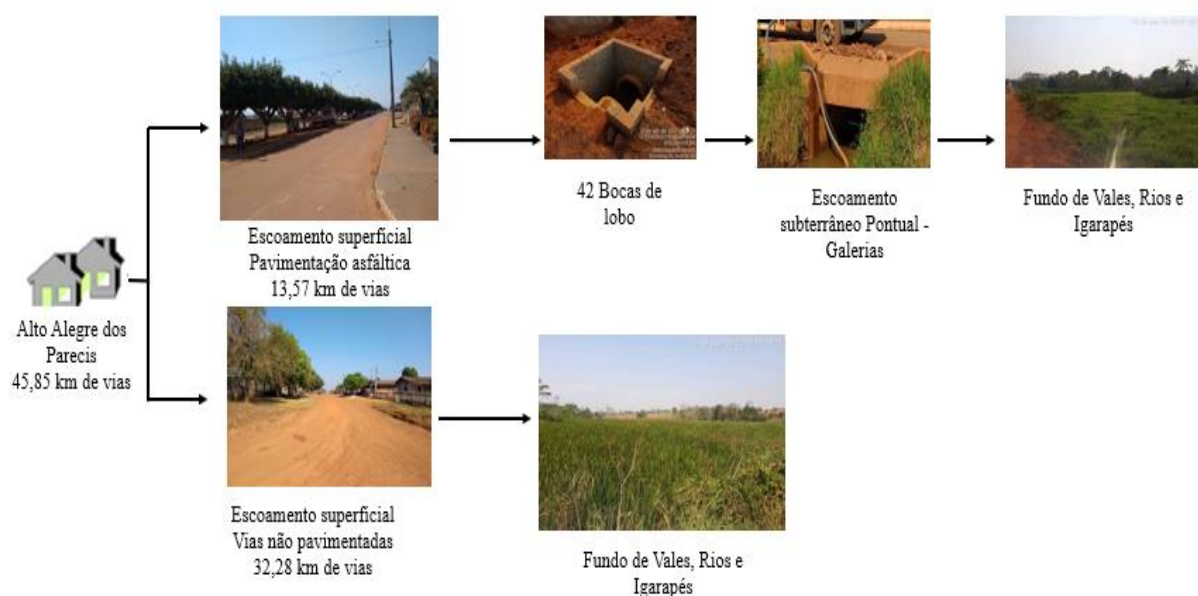 Alto Alegre dos
Parecis
45,85 km de vias
Escoamento superficial
Pavimentação asfáltica
13,57 km de vias
42 Bocas de
lobo
Escoamento
subterrâneo Pontual -
Galerias
Fundo de Vales, Rios e
Igarapés
Escoamento superficial
Vias não pavimentadas
32,28 km de vias
Fundo de Vales, Rios e
Igarapés